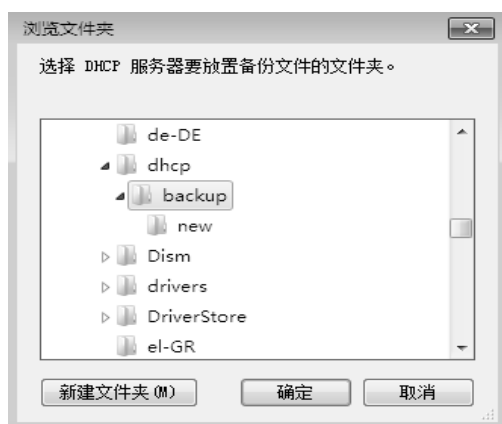 浏览文件夹
选择 DHCP 服务器要放置备份文件的文件夹。
de-DE
dhcp
backup
new
Dism
drivers
DriverStore
el-GR
新建文件夹(M) 确定 取消